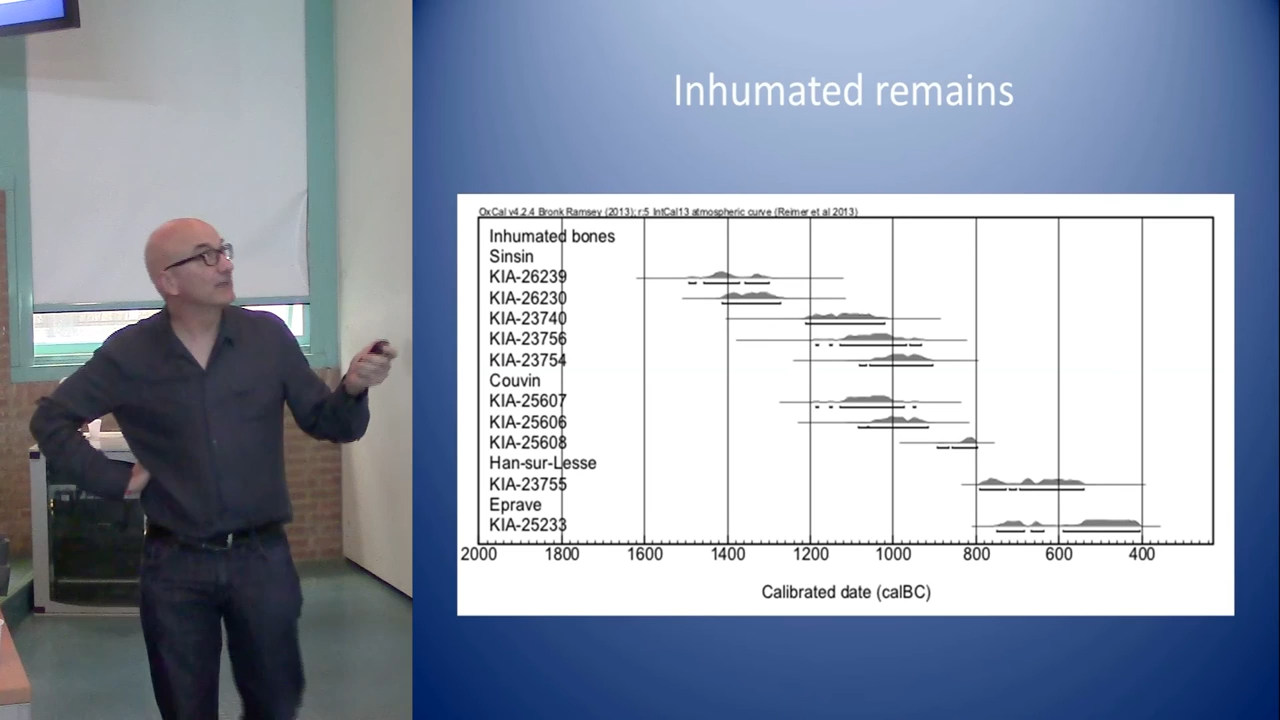 Inhumated remains
OxCal v4.2.4 Bronk Ramsey (2013); r:5 IntCal13 atmospheric curve (Reimer et al 2013)
Inhumated bones
Sinsin
KIA-26239
KIA-26230
KIA-23740
KIA-23756
KIA-23754
Couvin
KIA-25607
KIA-25606
KIA-25608
Han-sur-Lesse
KIA-23755
Eprave
KIA-25233
2000 1800 1600 1400 1200 1000 800 600 400
Calibrated date (calBC)